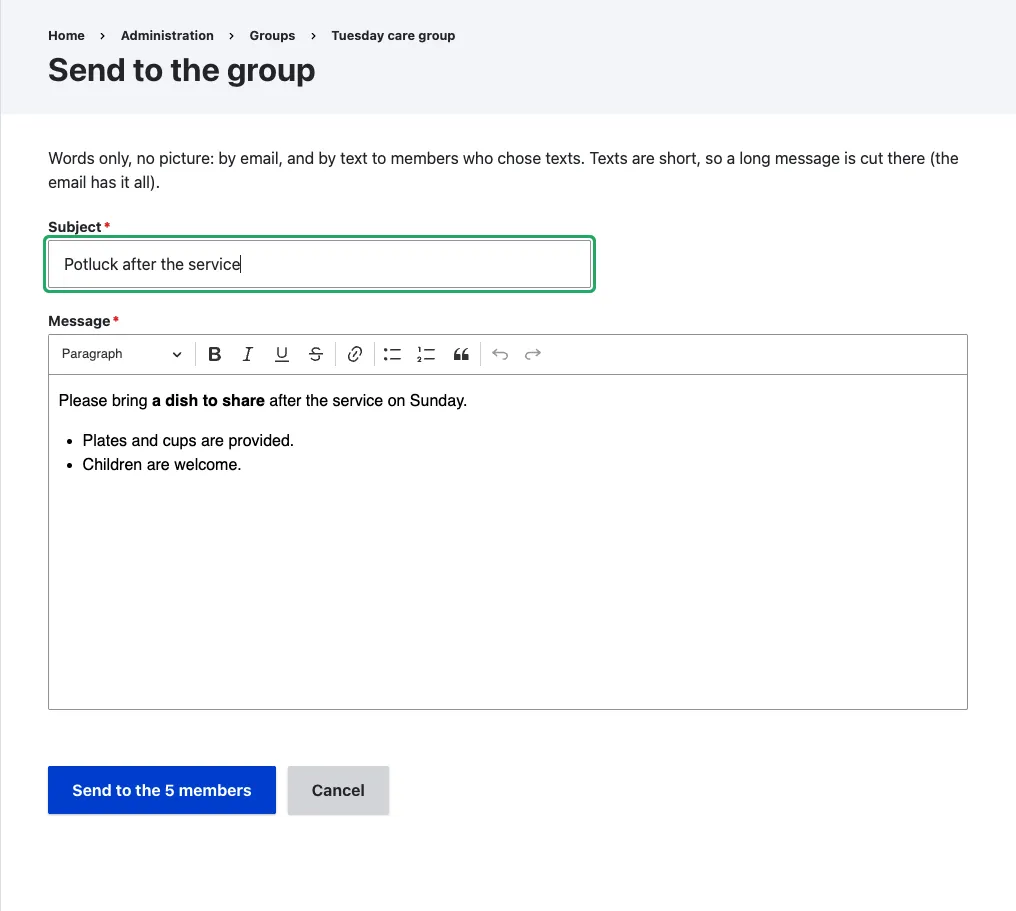 Home › Administration › Groups › Tuesday care group
Send to the group
Words only, no picture: by email, and by text to members who chose texts. Texts are short, so a long message is cut there (the
email has it all).
Subject*
Potluck after the service
Message*
Paragraph
Please bring a dish to share after the service on Sunday.
• Plates and cups are provided.
• Children are welcome.
Send to the 5 members
Cancel